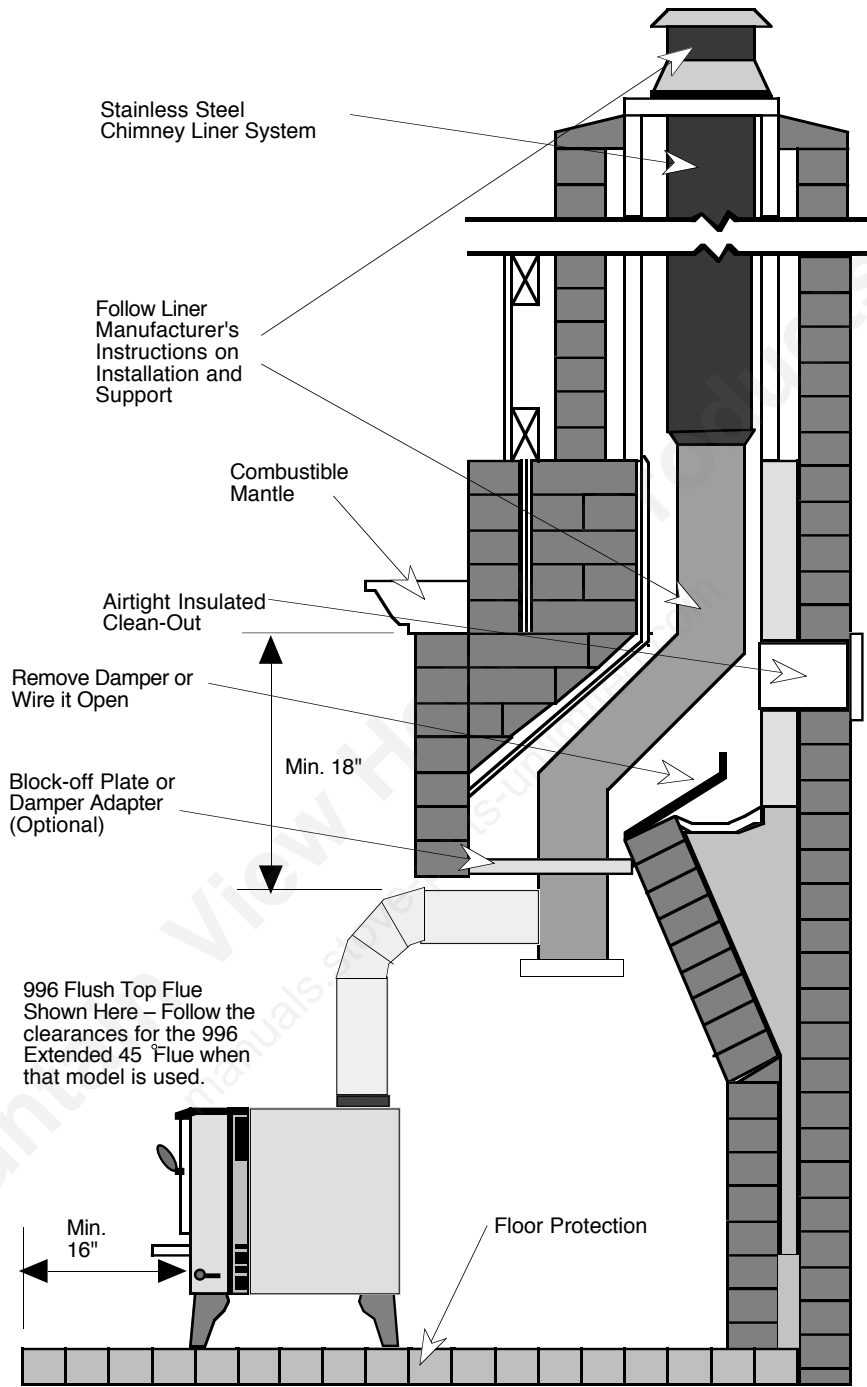 Stainless Steel
Chimney Liner System
Follow Liner
Manufacturer's
Instructions on
Installation and
Support
Combustible
Mantle
Airtight Insulated
Clean-Out
Remove Damper or
Wire it Open
Min. 18"
Block-off Plate or
Damper Adapter
(Optional)
996 Flush Top Flue
Shown Here – Follow the
clearances for the 996
Extended 45° Flue when
that model is used.
Min.
16"
Floor Protection